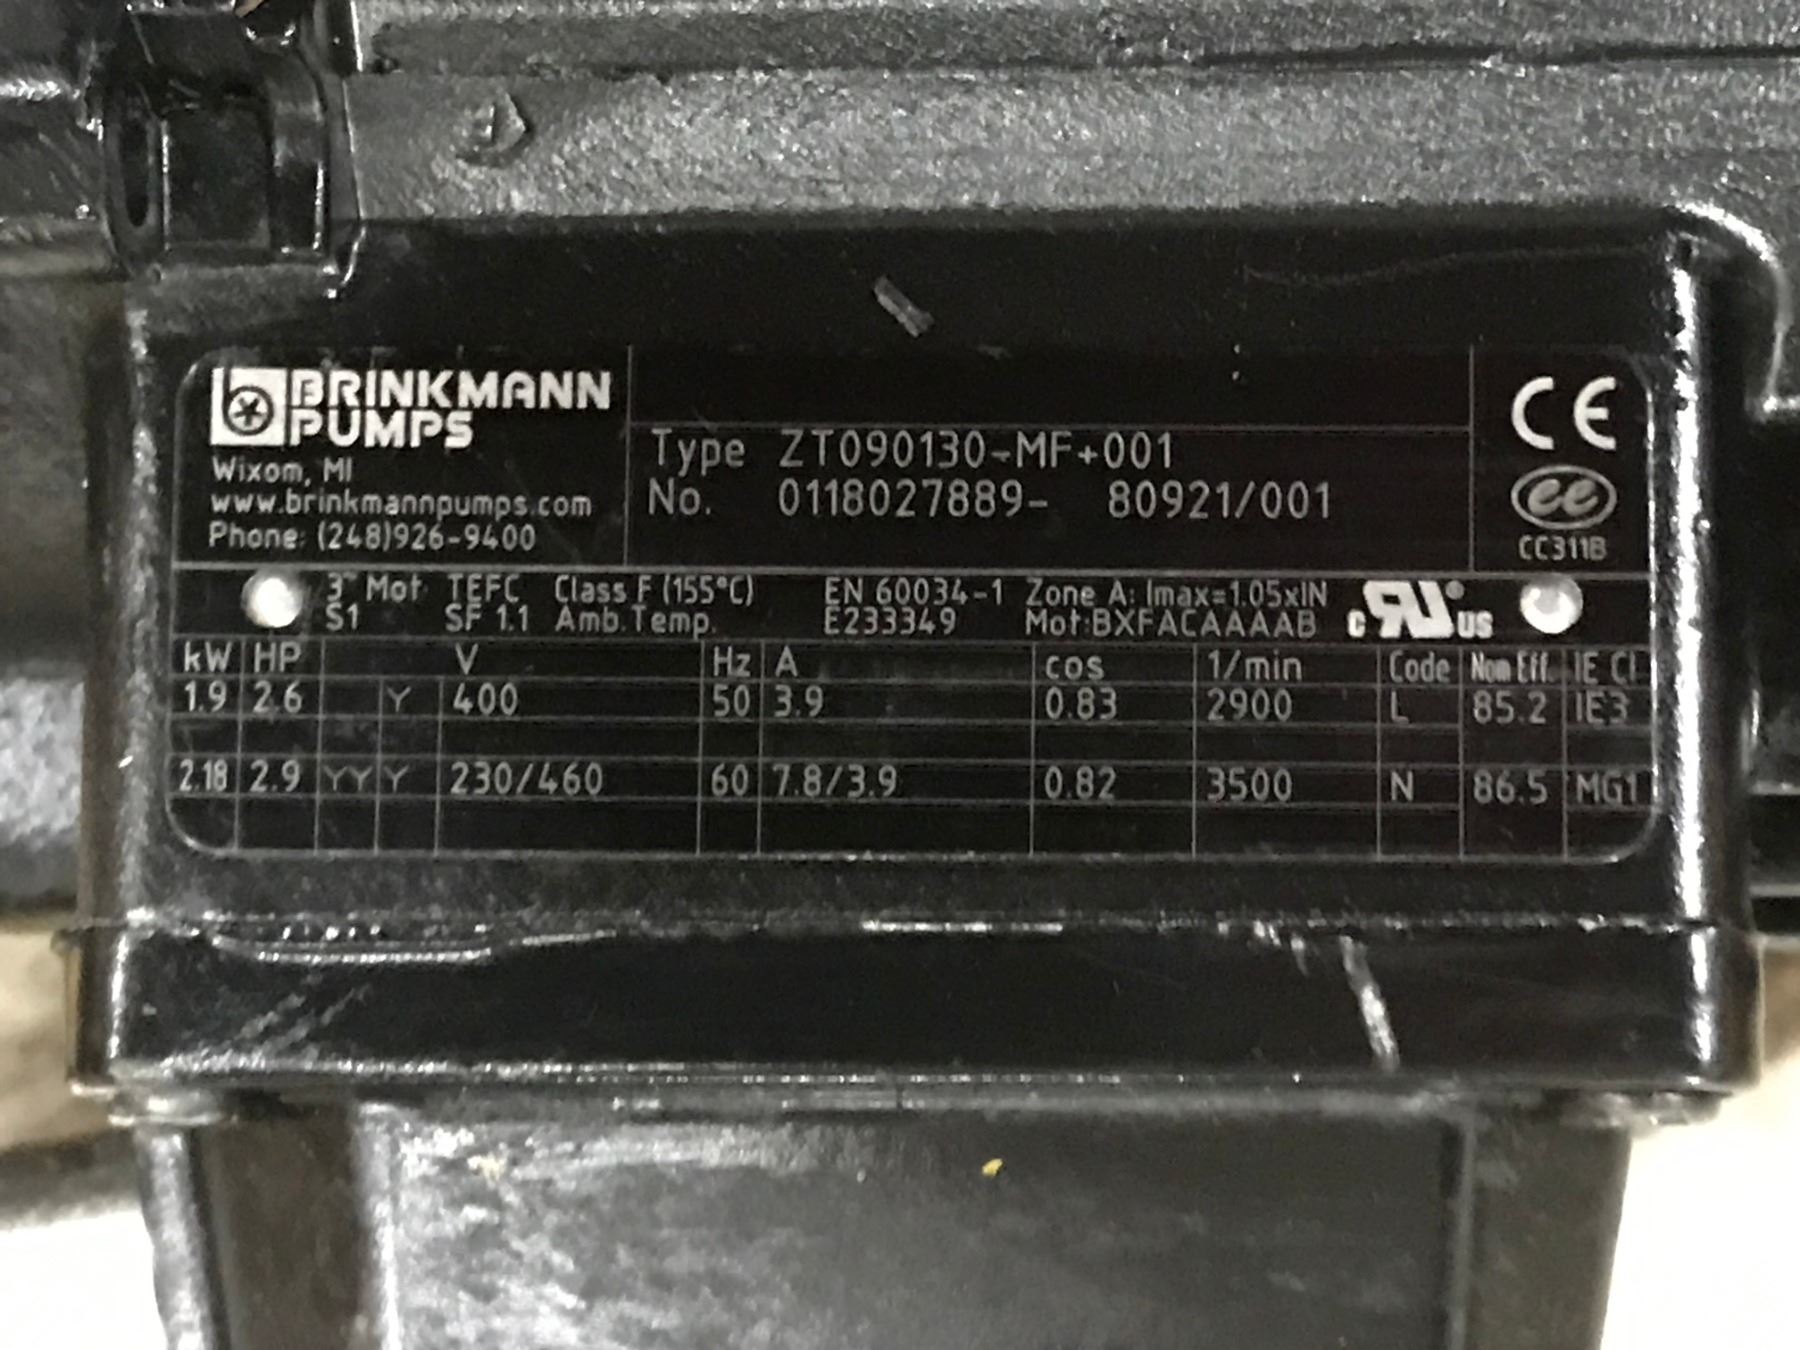 BRINKMANN
PUMPS
Wixom, MI
www.brinkmannpumps.com
Phone: (248)926-9400
Type ZT090130-MF+001
No. 0118027889- 80921/001
CE
CC311B
3~ Mot TEFC Class F (155°C) EN 60034-1 Zone A: Imax=1.05xIN
S1 SF 1.1 Amb.Temp. E233349 Mot:BXFACAAAAB c US
kW HP V Hz A cos 1/min Code Nom Eff. IE Cl
1.9 2.6 Y 400 50 3.9 0.83 2900 L 85.2 IE3
2.18 2.9 YY Y 230/460 60 7.8/3.9 0.82 3500 N 86.5 MG1